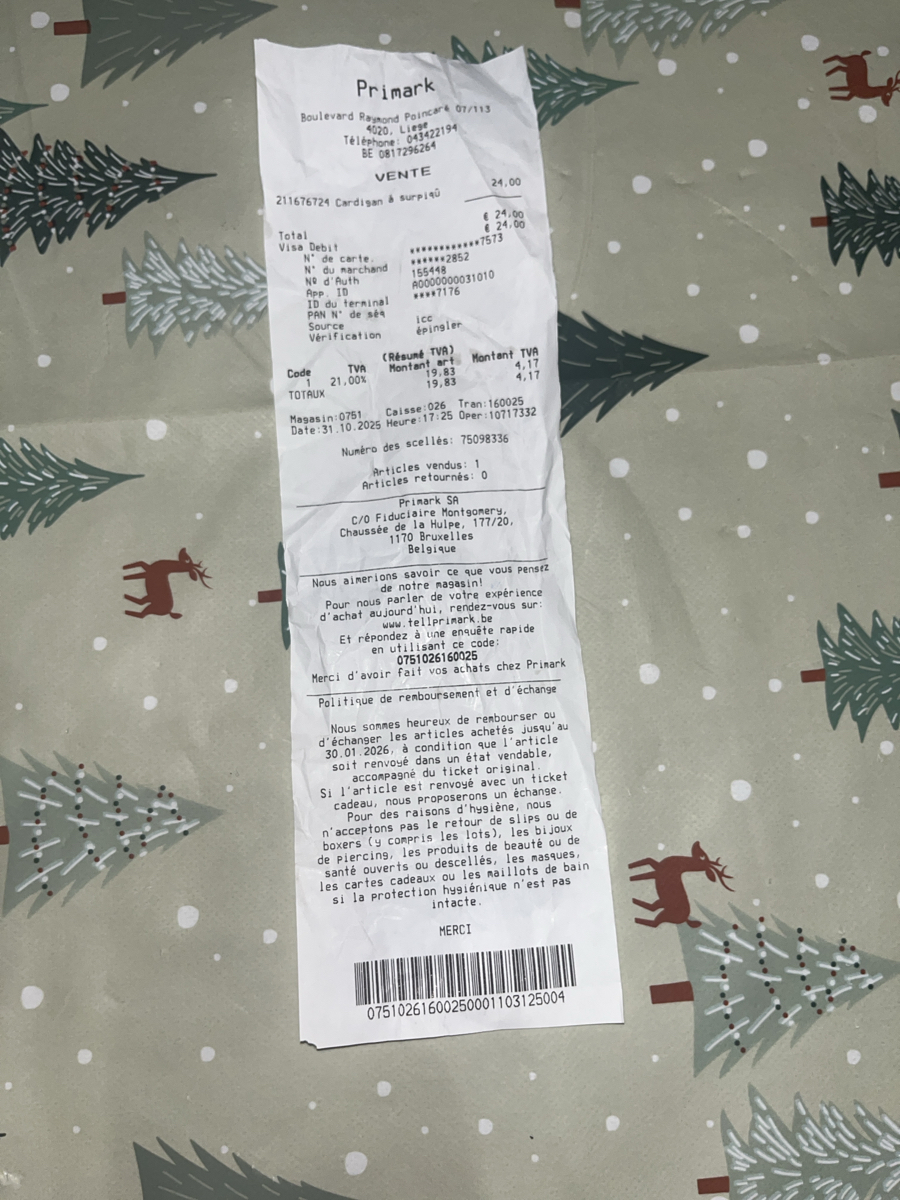 Primark
Boulevard Raymond Poincaré 07/113
4020, Liege
Téléphone: 043422194
BE 0817296264
VENTE
211676724 Cardigan à surpiqû 24,00
Total € 24,00
Visa Debit € 24,00
N° de carte. ************7573
N° du marchand ******2852
Nº d'Auth 155448
App. ID A0000000031010
ID du terminal ****7176
PAN N° de séq
Source icc
Vérification épingler
(Résumé TVA)
Code TVA Montant art Montant TVA
1 21,00% 19,83 4,17
TOTAUX 19,83 4,17
Magasin:0751 Caisse:026 Tran:160025
Date:31.10.2025 Heure:17:25 Oper:10717332
Numéro des scellés: 75098336
Articles vendus: 1
Articles retournés: 0
Primark SA
C/O Fiduciaire Montgomery,
Chaussée de la Hulpe, 177/20,
1170 Bruxelles
Belgique
Nous aimerions savoir ce que vous pensez
de notre magasin!
Pour nous parler de votre expérience
d'achat aujourd'hui, rendez-vous sur:
www.tellprimark.be
Et répondez à une enquête rapide
en utilisant ce code:
0751026160025
Merci d'avoir fait vos achats chez Primark
Politique de remboursement et d'échange
Nous sommes heureux de rembourser ou
d'échanger les articles achetés jusqu'au
30.01.2026, à condition que l'article
soit renvoyé dans un état vendable,
accompagné du ticket original.
Si l'article est renvoyé avec un ticket
cadeau, nous proposerons un échange.
Pour des raisons d'hygiène, nous
n'acceptons pas le retour de slips ou de
boxers (y compris les lots), les bijoux
de piercing, les produits de beauté ou de
santé ouverts ou descellés, les masques,
les cartes cadeaux ou les maillots de bain
si la protection hygiénique n'est pas
intacte.
MERCI
07510261600250001103125004